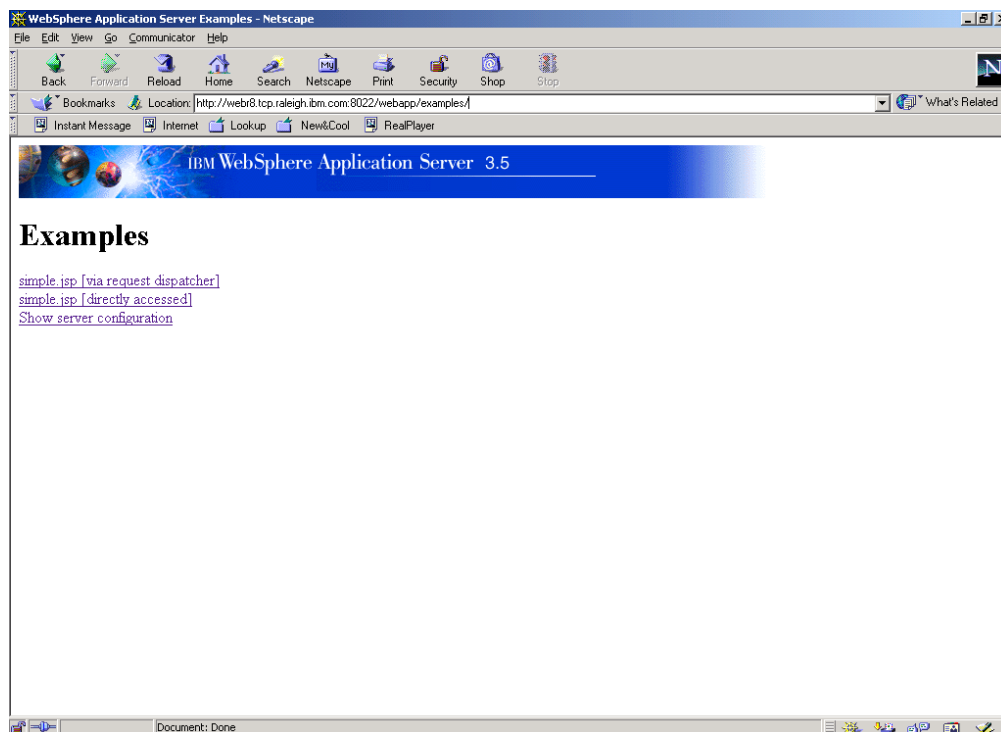 WebSphere Application Server Examples - Netscape
File Edit View Go Communicator Help
Back Forward Reload Home Search Netscape Print Security Shop Stop
Bookmarks Location: http://webr8.tcp.raleigh.ibm.com:8022/webapp/examples/ What's Related
Instant Message Internet Lookup New&Cool RealPlayer
IBM WebSphere Application Server 3.5
Examples
simple.jsp [via request dispatcher]
simple.jsp [directly accessed]
Show server configuration
Document: Done